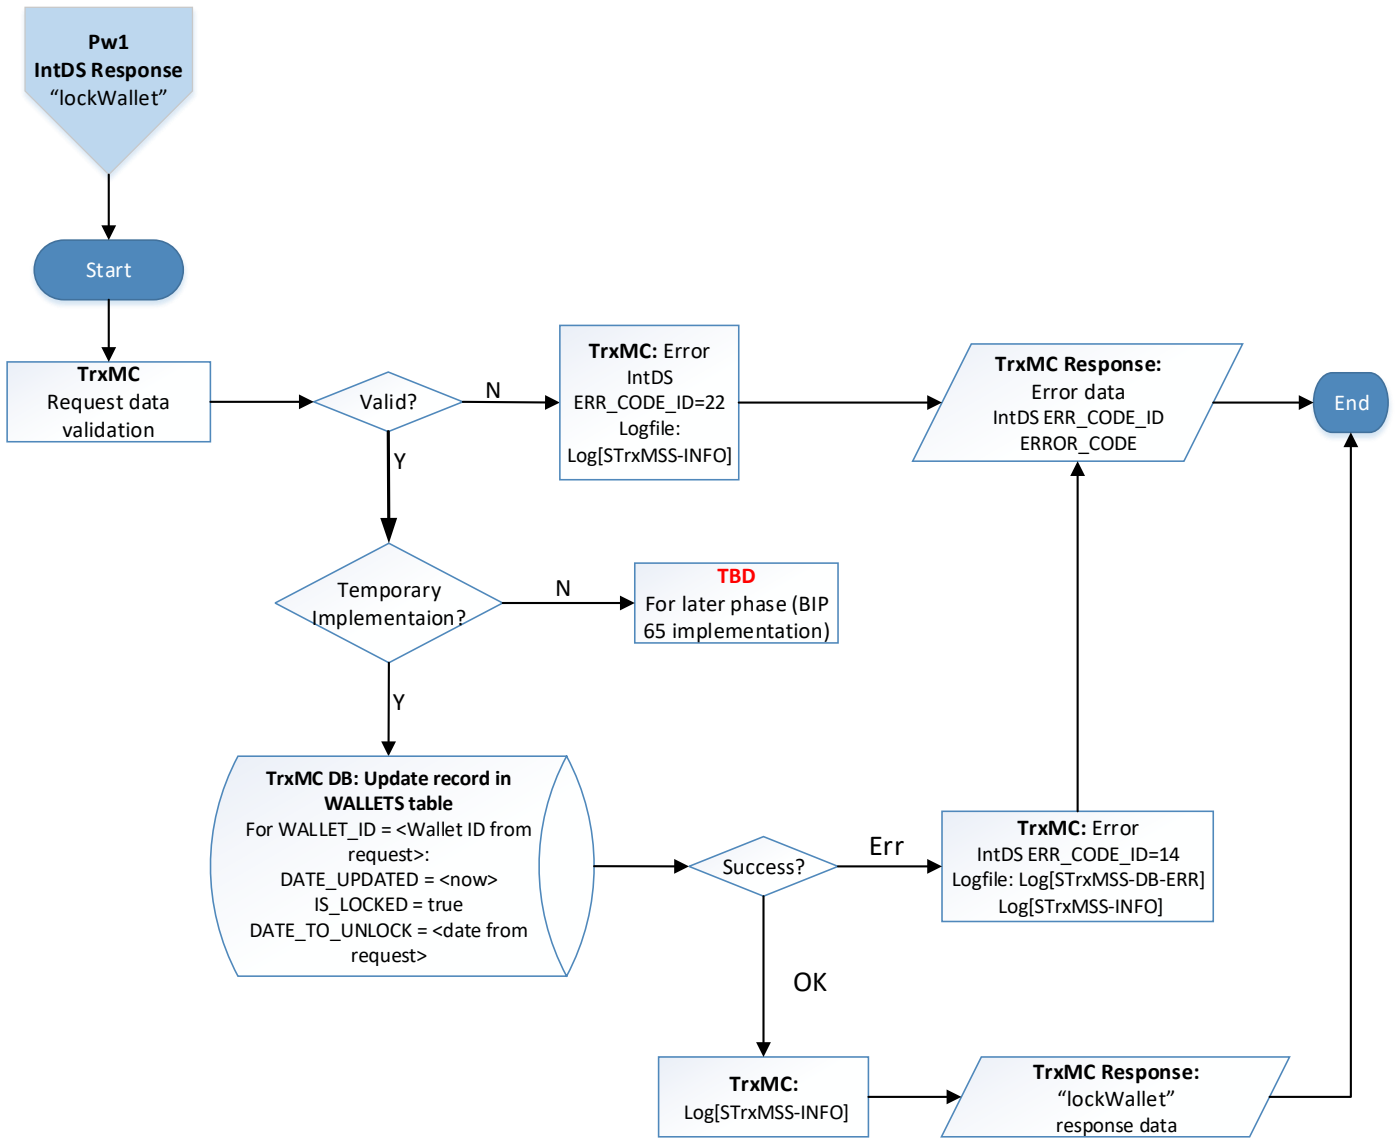 Pw1
IntDS Response
“lockWallet”
Start
TrxMC
Request data
validation
Valid?
N
TrxMC: Error
IntDS
ERR_CODE_ID=22
Logfile:
Log[STrxMSS-INFO]
TrxMC Response:
Error data
IntDS ERR_CODE_ID
ERROR_CODE
End
Y
Temporary
Implementaion?
N
TBD
For later phase (BIP
65 implementation)
Y
TrxMC DB: Update record in
WALLETS table
For WALLET_ID = <Wallet ID from
request>:
DATE_UPDATED = <now>
IS_LOCKED = true
DATE_TO_UNLOCK = <date from
request>
Success?
Err
TrxMC: Error
IntDS ERR_CODE_ID=14
Logfile: Log[STrxMSS-DB-ERR]
Log[STrxMSS-INFO]
OK
TrxMC:
Log[STrxMSS-INFO]
TrxMC Response:
“lockWallet”
response data